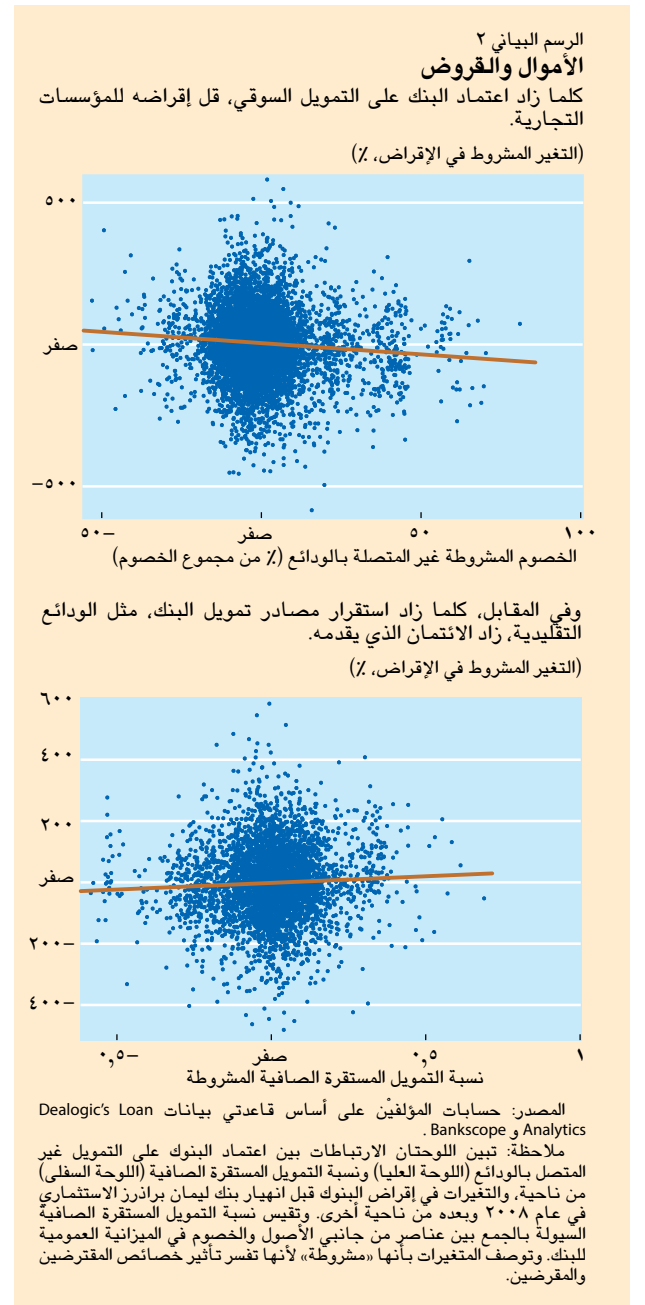 الرسم البياني ٢
الأموال والقروض
كلما زاد اعتماد البنك على التمويل السوقي، قل إقراضه للمؤسسات
التجارية.
(التغير المشروط في الإقراض، ٪)
٥٠٠
صفر
٥٠٠–
٥٠–
صفر
٥٠
١٠٠
الخصوم المشروطة غير المتصلة بالودائع (٪ من مجموع الخصوم)
وفي المقابل، كلما زاد استقرار مصادر تمويل البنك، مثل الودائع
التقليدية، زاد الائتمان الذي يقدمه.
(التغير المشروط في الإقراض، ٪)
٦٠٠
٤٠٠
٢٠٠
صفر
٢٠٠–
٤٠٠–
٠,٥–
صفر
٠,٥
١
نسبة التمويل المستقرة الصافية المشروطة
المصدر: حسابات المؤلفيْن على أساس قاعدتي بيانات Dealogic’s Loan
Analytics و Bankscope .
ملاحظة: تبين اللوحتان الارتباطات بين اعتماد البنوك على التمويل غير
المتصل بالودائع (اللوحة العليا) ونسبة التمويل المستقرة الصافية (اللوحة السفلى)
من ناحية، والتغيرات في إقراض البنوك قبل انهيار بنك ليمان براذرز الاستثماري
في عام ٢٠٠٨ وبعده من ناحية أخرى. وتقيس نسبة التمويل المستقرة الصافية
السيولة بالجمع بين عناصر من جانبي الأصول والخصوم في الميزانية العمومية
للبنك. وتوصف المتغيرات بأنها «مشروطة» لأنها تفسر تأثير خصائص المقترضين
والمقرضين.